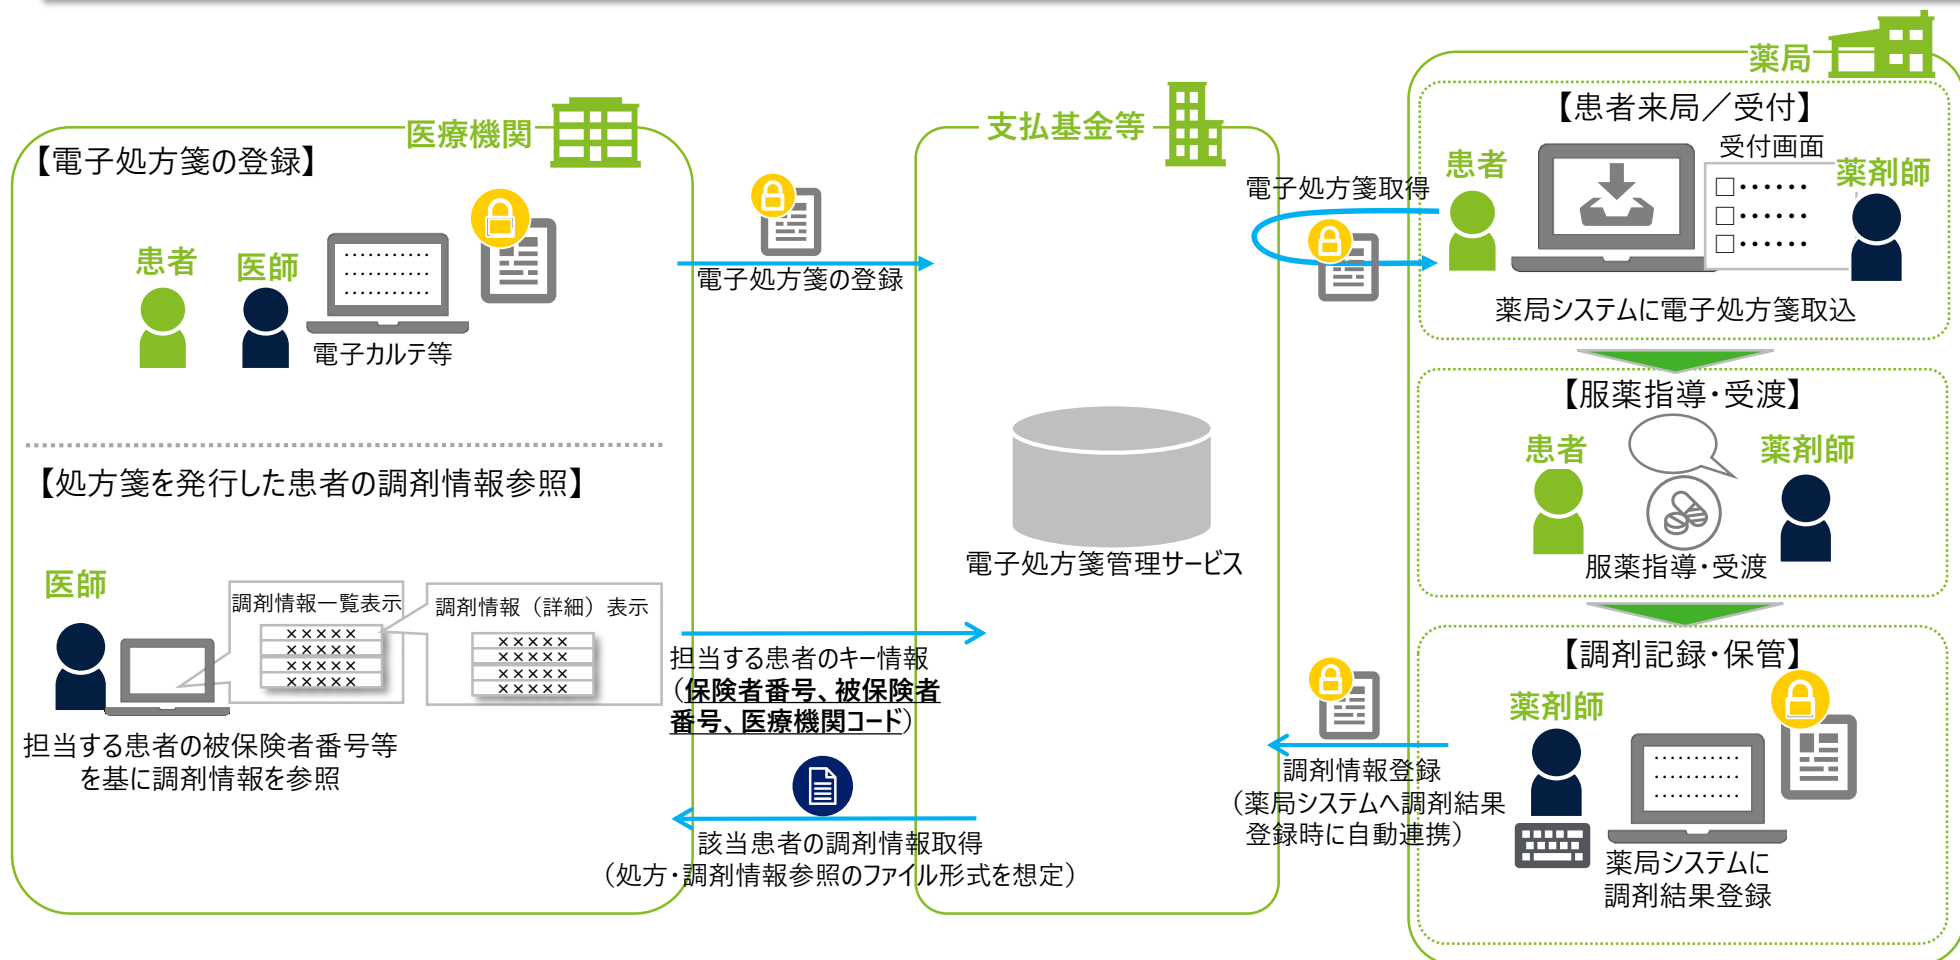 医療機関
【電子処方箋の登録】
患者
医師
電子カルテ等
【処方箋を発行した患者の調剤情報参照】
医師
調剤情報一覧表示
×××××
×××××
×××××
×××××
調剤情報（詳細）表示
×××××
×××××
×××××
×××××
担当する患者の被保険者番号等
を基に調剤情報を参照
電子処方箋の登録
担当する患者のキー情報
（保険者番号、被保険者
番号、医療機関コード）
該当患者の調剤情報取得
（処方・調剤情報参照のファイル形式を想定）
支払基金等
電子処方箋管理サービス
電子処方箋取得
調剤情報登録
（薬局システムへ調剤結果
登録時に自動連携）
薬局
【患者来局／受付】
患者
受付画面
□・・・・・・
□・・・・・・
□・・・・・・
薬剤師
薬局システムに電子処方箋取込
【服薬指導・受渡】
患者
薬剤師
服薬指導・受渡
【調剤記録・保管】
薬剤師
薬局システムに
調剤結果登録